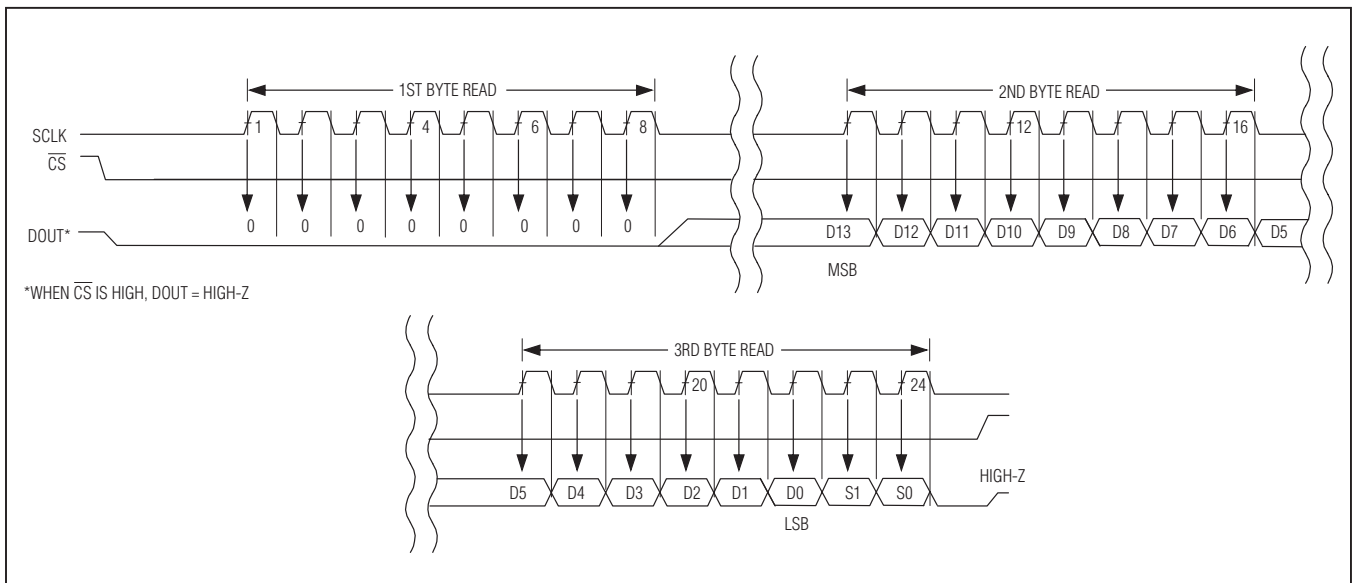 1ST BYTE READ
2ND BYTE READ
SCLK 1 4 6 8 12 16
CS
0 0 0 0 0 0 0 0
DOUT* D13 D12 D11 D10 D9 D8 D7 D6 D5
MSB
*WHEN CS IS HIGH, DOUT = HIGH-Z
3RD BYTE READ
20 24
HIGH-Z
D5 D4 D3 D2 D1 D0 S1 S0
LSB